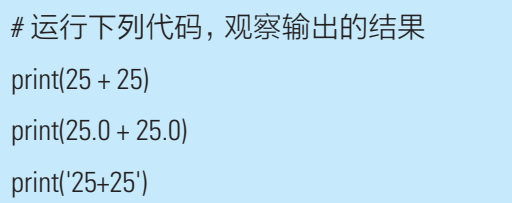 # 运行下列代码，观察输出的结果
print(25 + 25)
print(25.0 + 25.0)
print('25+25')